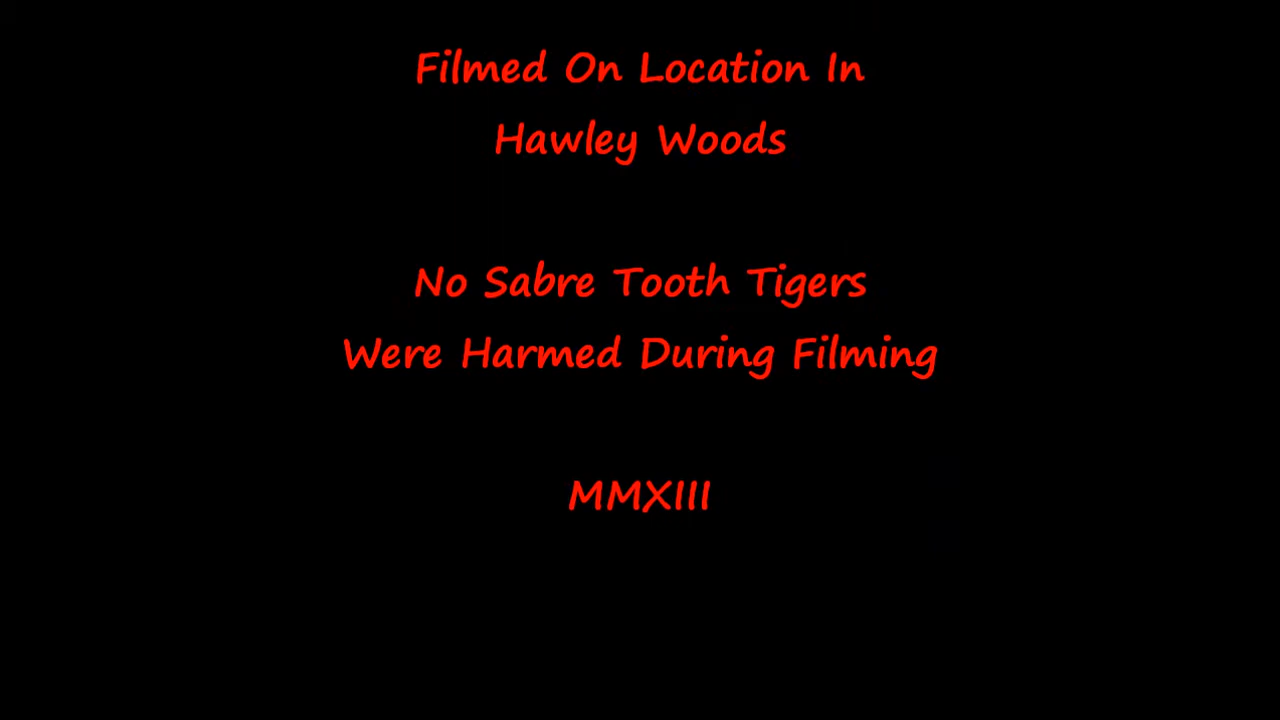 Filmed On Location In
Hawley Woods
No Sabre Tooth Tigers
Were Harmed During Filming
MMXIII